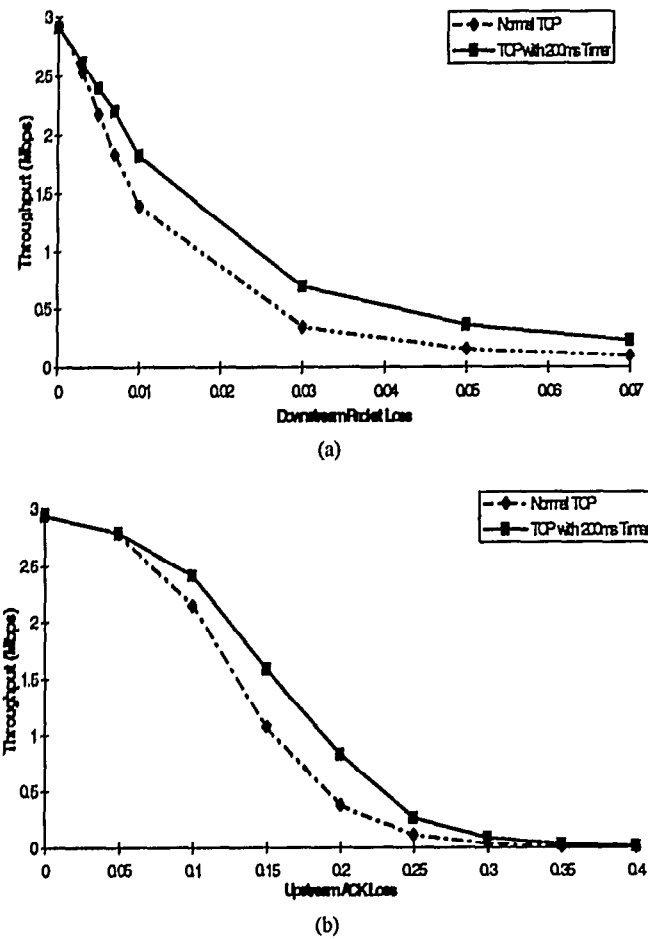 Normal TCP
TCP with 200ms Timer
3
2.5
2
1.5
1
0.5
0
Throughput (Mbps)
0 0.01 0.02 0.03 0.04 0.05 0.06 0.07
Downstream Packet Loss
(a)
Normal TCP
TCP with 200ms Timer
3
2.5
2
1.5
1
0.5
0
Throughput (Mbps)
0 0.05 0.1 0.15 0.2 0.25 0.3 0.35 0.4
Upstream ACK Loss
(b)